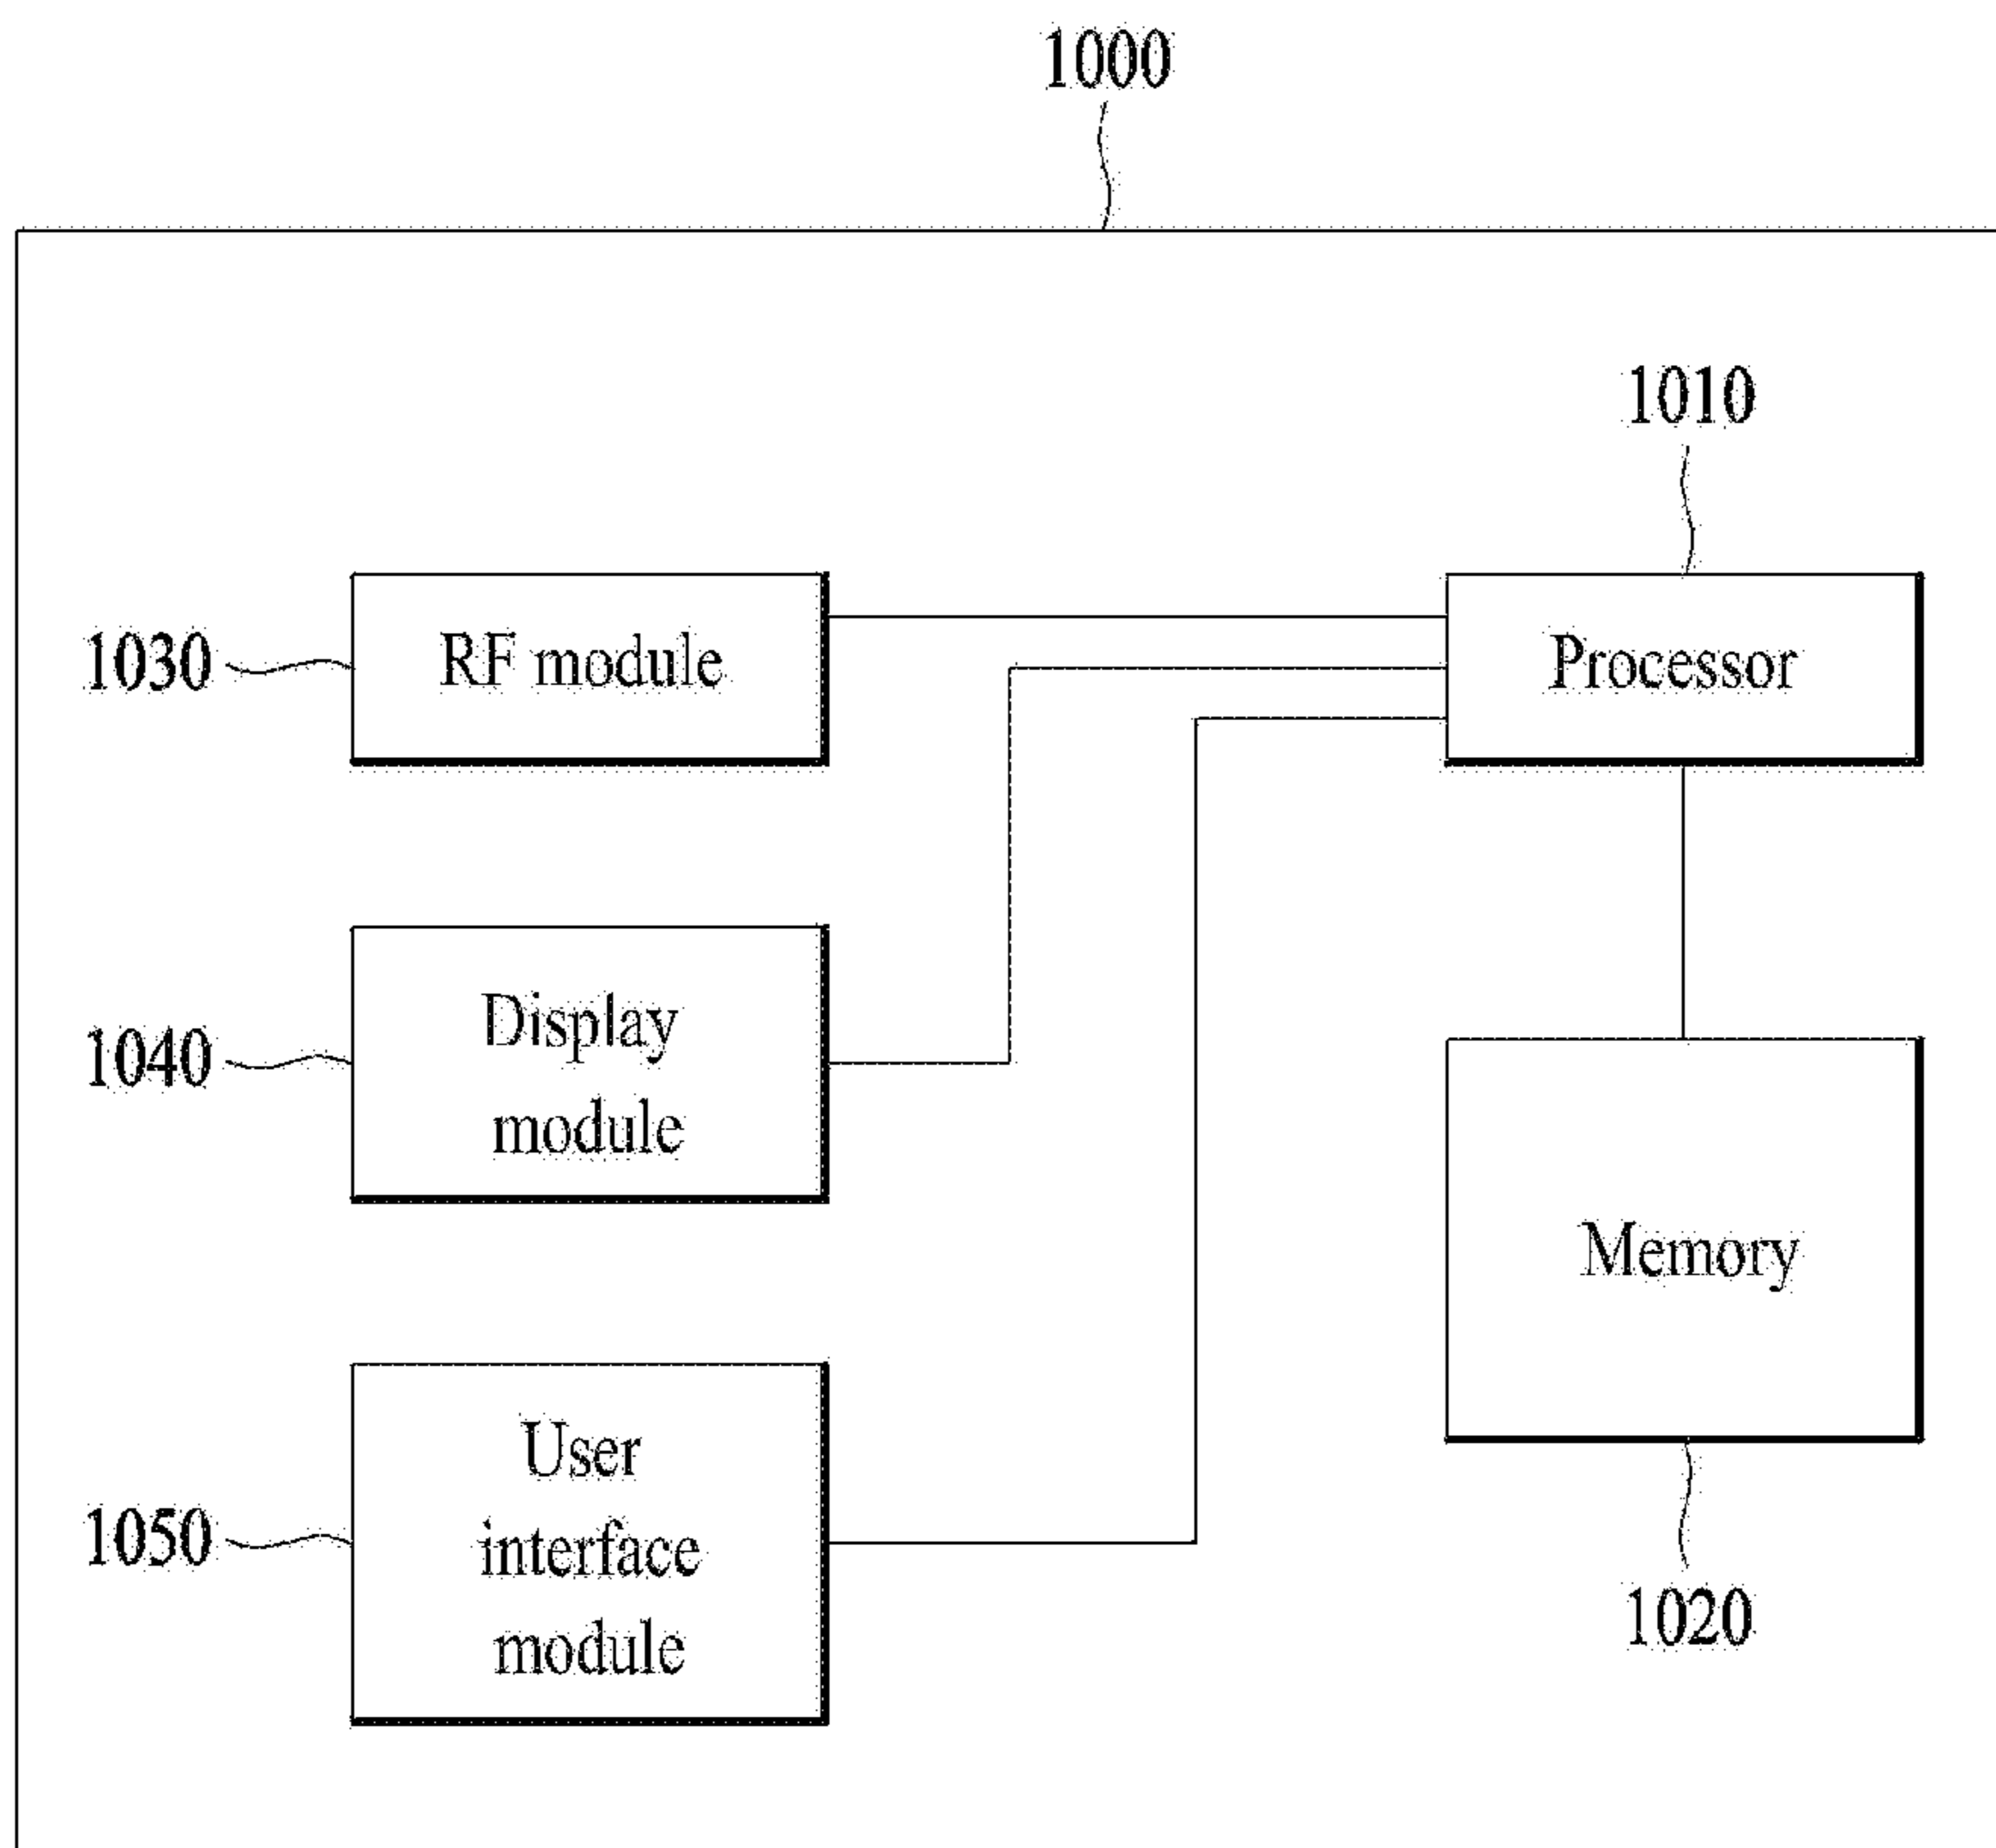 1000
1010
1030
RF module
Processor
1040
Display
module
Memory
1050
User
interface
module
1020